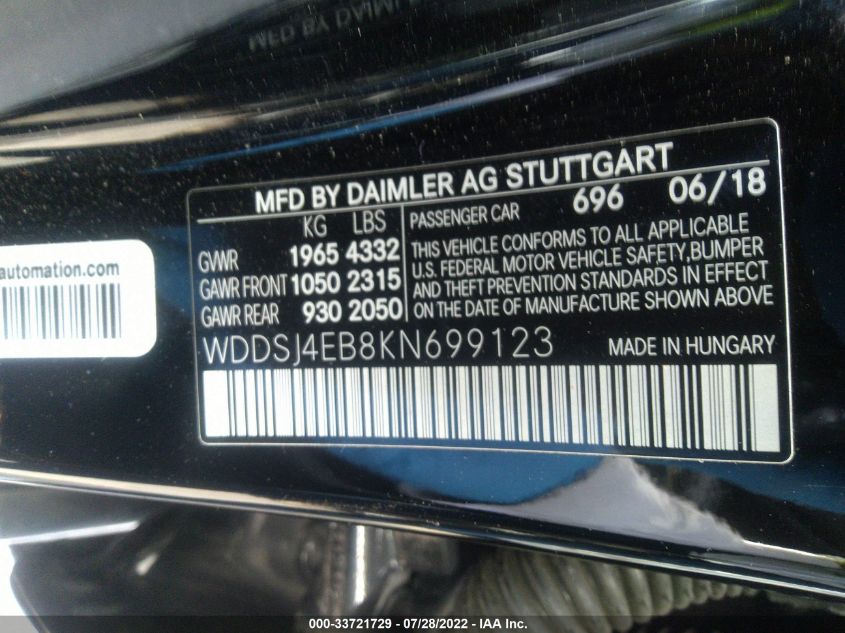 MFD BY DAIML
MFD BY DAIMLER AG STUTTGART
KG LBS
GVWR 1965 4332
GAWR FRONT 1050 2315
GAWR REAR 930 2050
PASSENGER CAR 696 06/18
THIS VEHICLE CONFORMS TO ALL APPLICABLE
U.S. FEDERAL MOTOR VEHICLE SAFETY,BUMPER
AND THEFT PREVENTION STANDARDS IN EFFECT
ON THE DATE OF MANUFACTURE SHOWN ABOVE
automation.com
WDDSJ4EB8KN699123 MADE IN HUNGARY
000-33721729 - 07/28/2022 - IAA Inc.